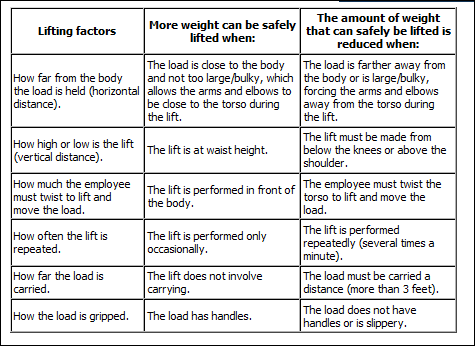 Lifting factors
More weight can be safely
lifted when:
The amount of weight
that can safely be lifted is
reduced when:
How far from the body
the load is held (horizontal
distance).
The load is close to the body
and not too large/bulky, which
allows the arms and elbows to
be close to the torso during
the lift.
The load is farther away from
the body or is large/bulky,
forcing the arms and elbows
away from the torso during the
lift.
How high or low is the lift
(vertical distance).
The lift is at waist height.
The lift must be made from
below the knees or above the
shoulder.
How much the employee
must twist to lift and
move the load.
The lift is performed in front of
the body.
The employee must twist the
torso to lift and move the
load.
How often the lift is
repeated.
The lift is performed only
occasionally.
The lift is performed
repeatedly (several times a
minute).
How far the load is
carried.
The lift does not involve
carrying.
The load must be carried a
distance (more than 3 feet).
How the load is gripped.
The load has handles.
The load does not have
handles or is slippery.